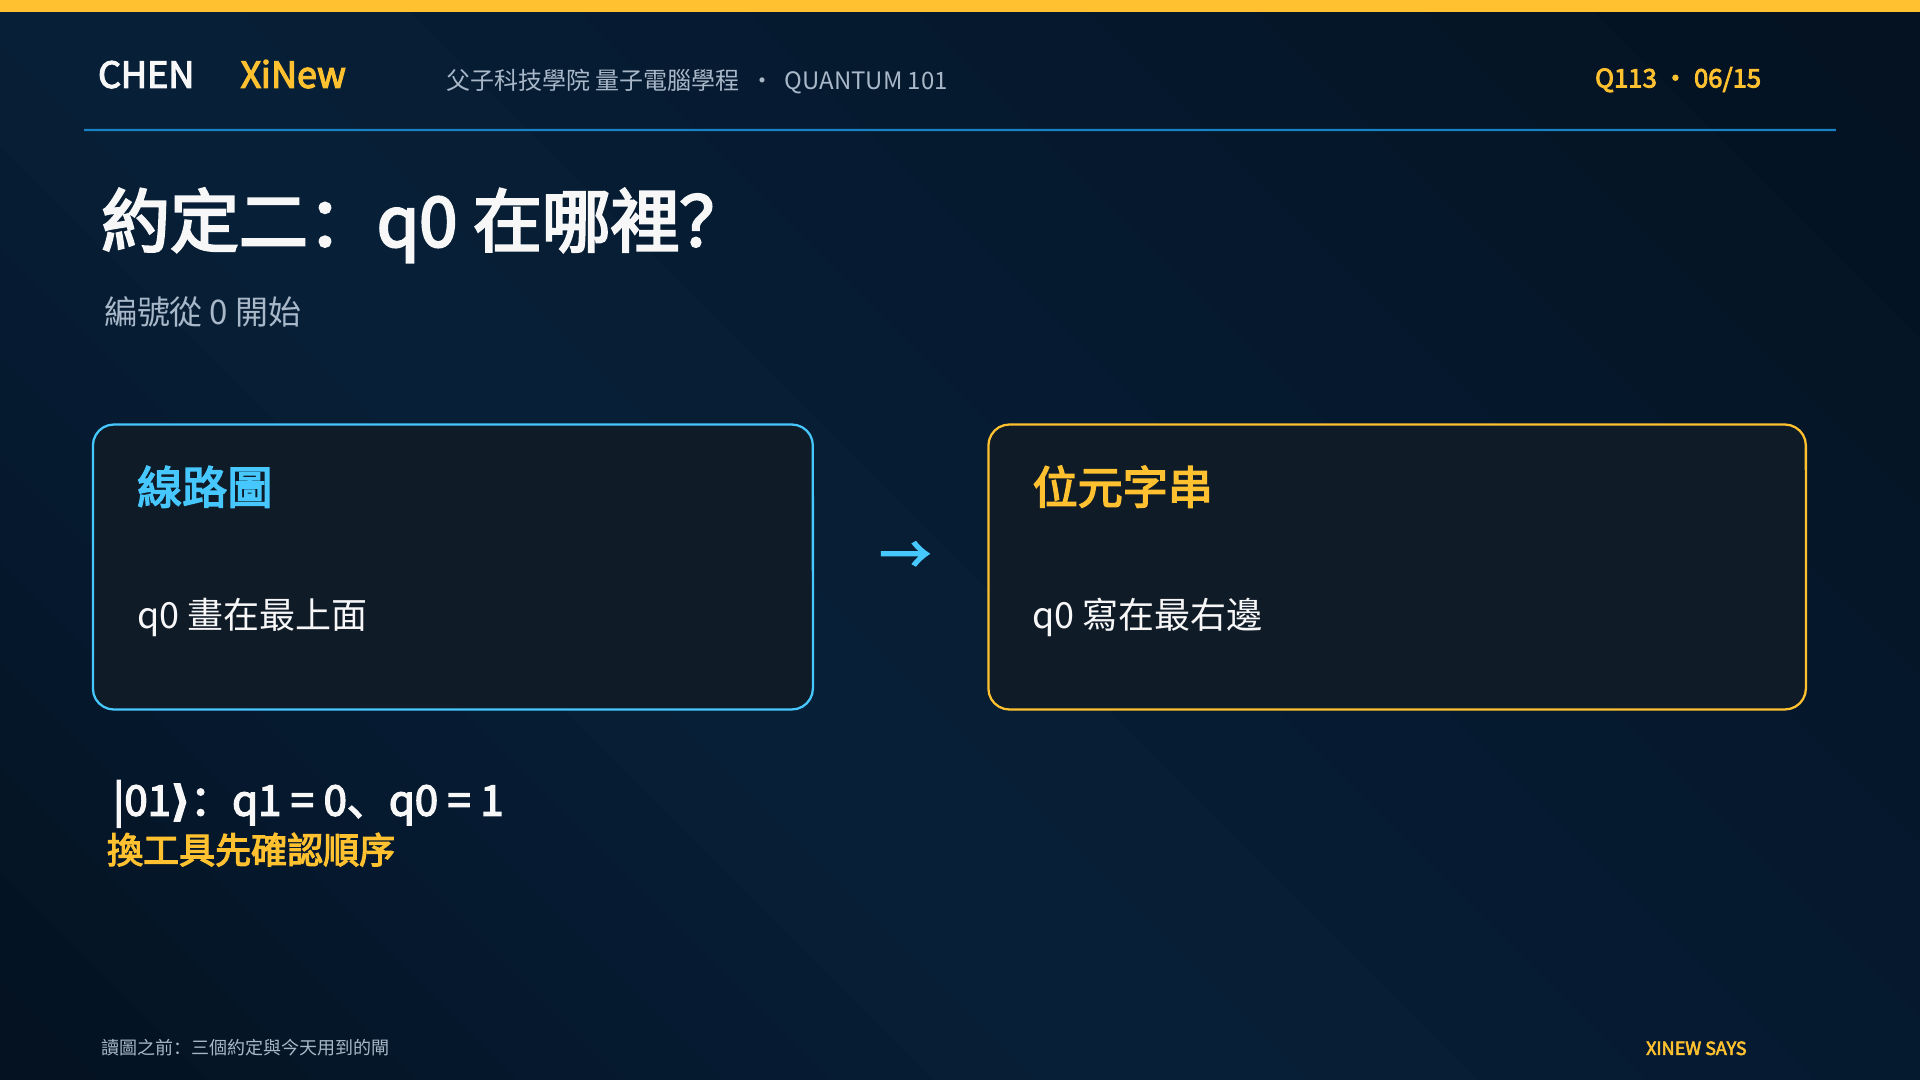 CHEN XiNew 父子科技學院 量子電腦學程 · QUANTUM 101 Q113 · 06/15
約定二：q0 在哪裡？
編號從 0 開始
線路圖
q0 畫在最上面
→
位元字串
q0 寫在最右邊
|01⟩：q1 = 0、q0 = 1
換工具先確認順序
讀圖之前：三個約定與今天用到的閘
XINEW SAYS